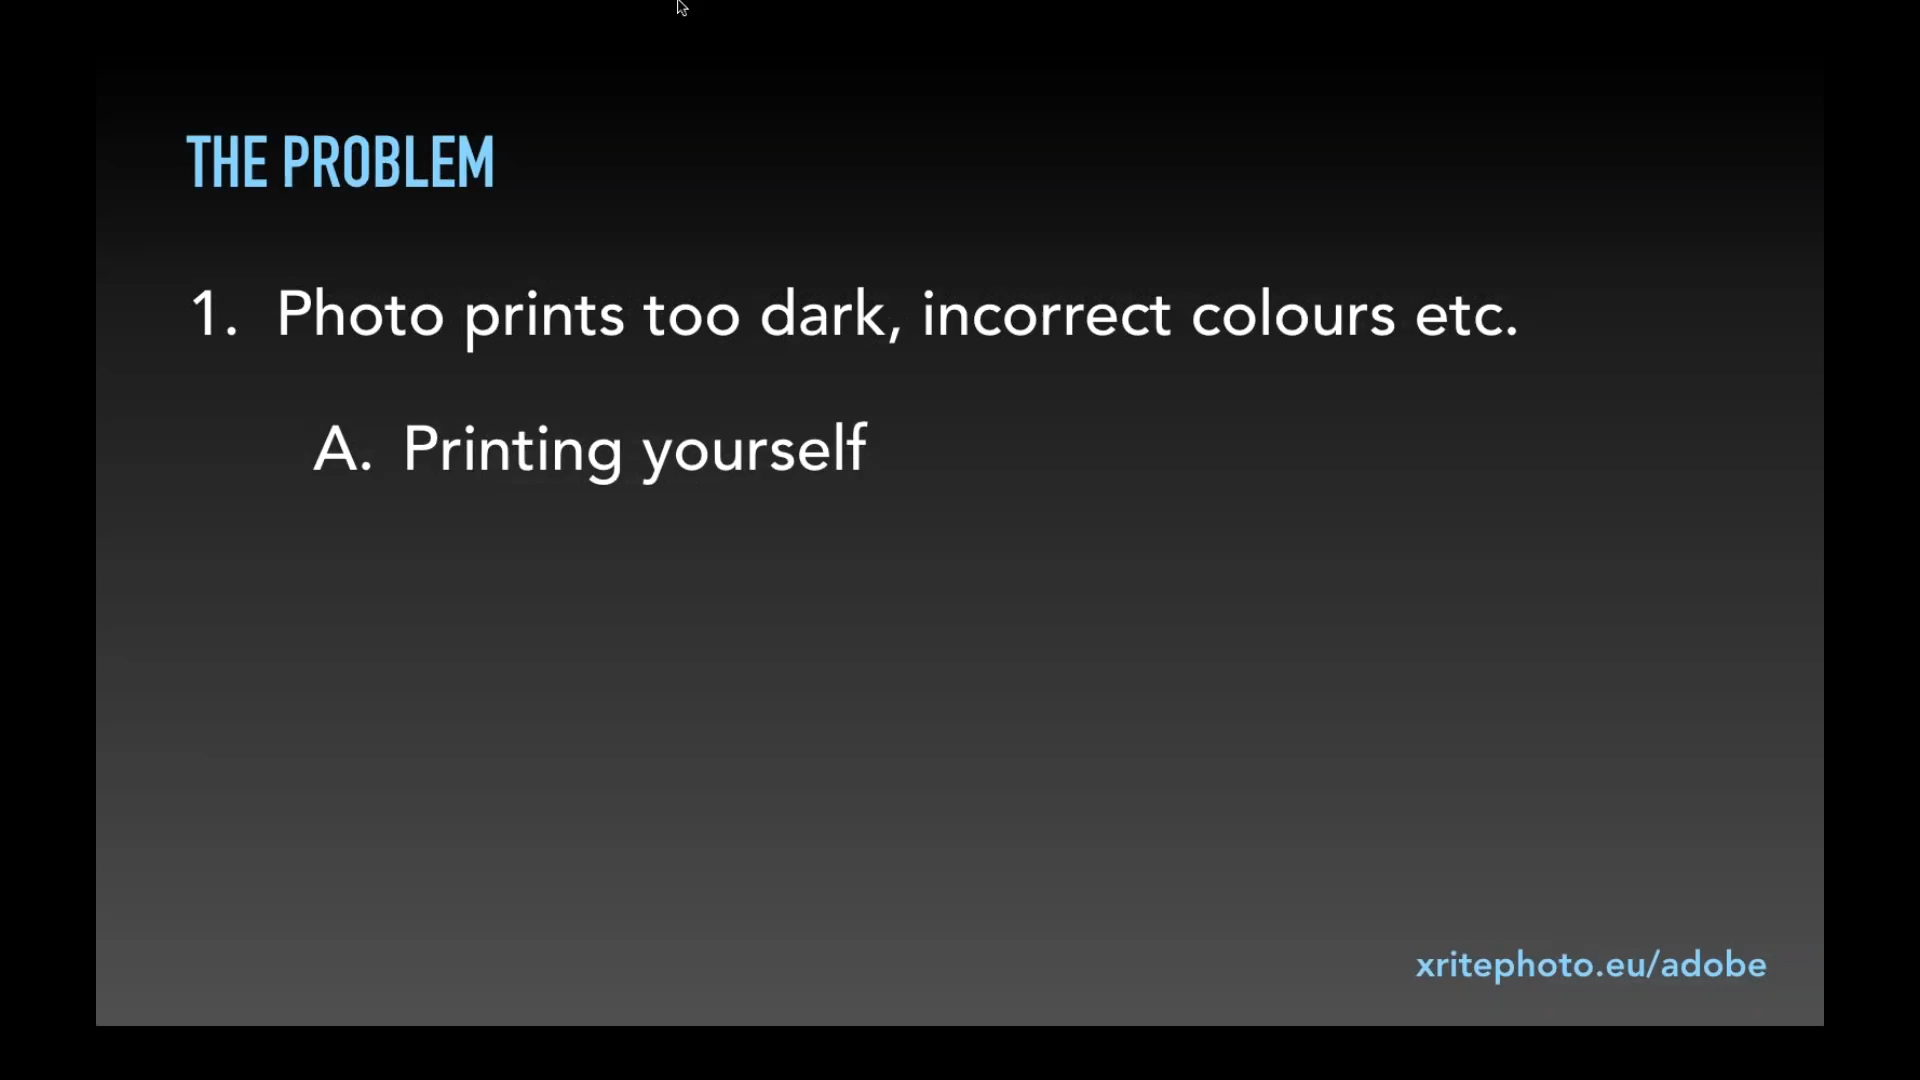 THE PROBLEM
1. Photo prints too dark, incorrect colours etc.
A. Printing yourself
xritephoto.eu/adobe